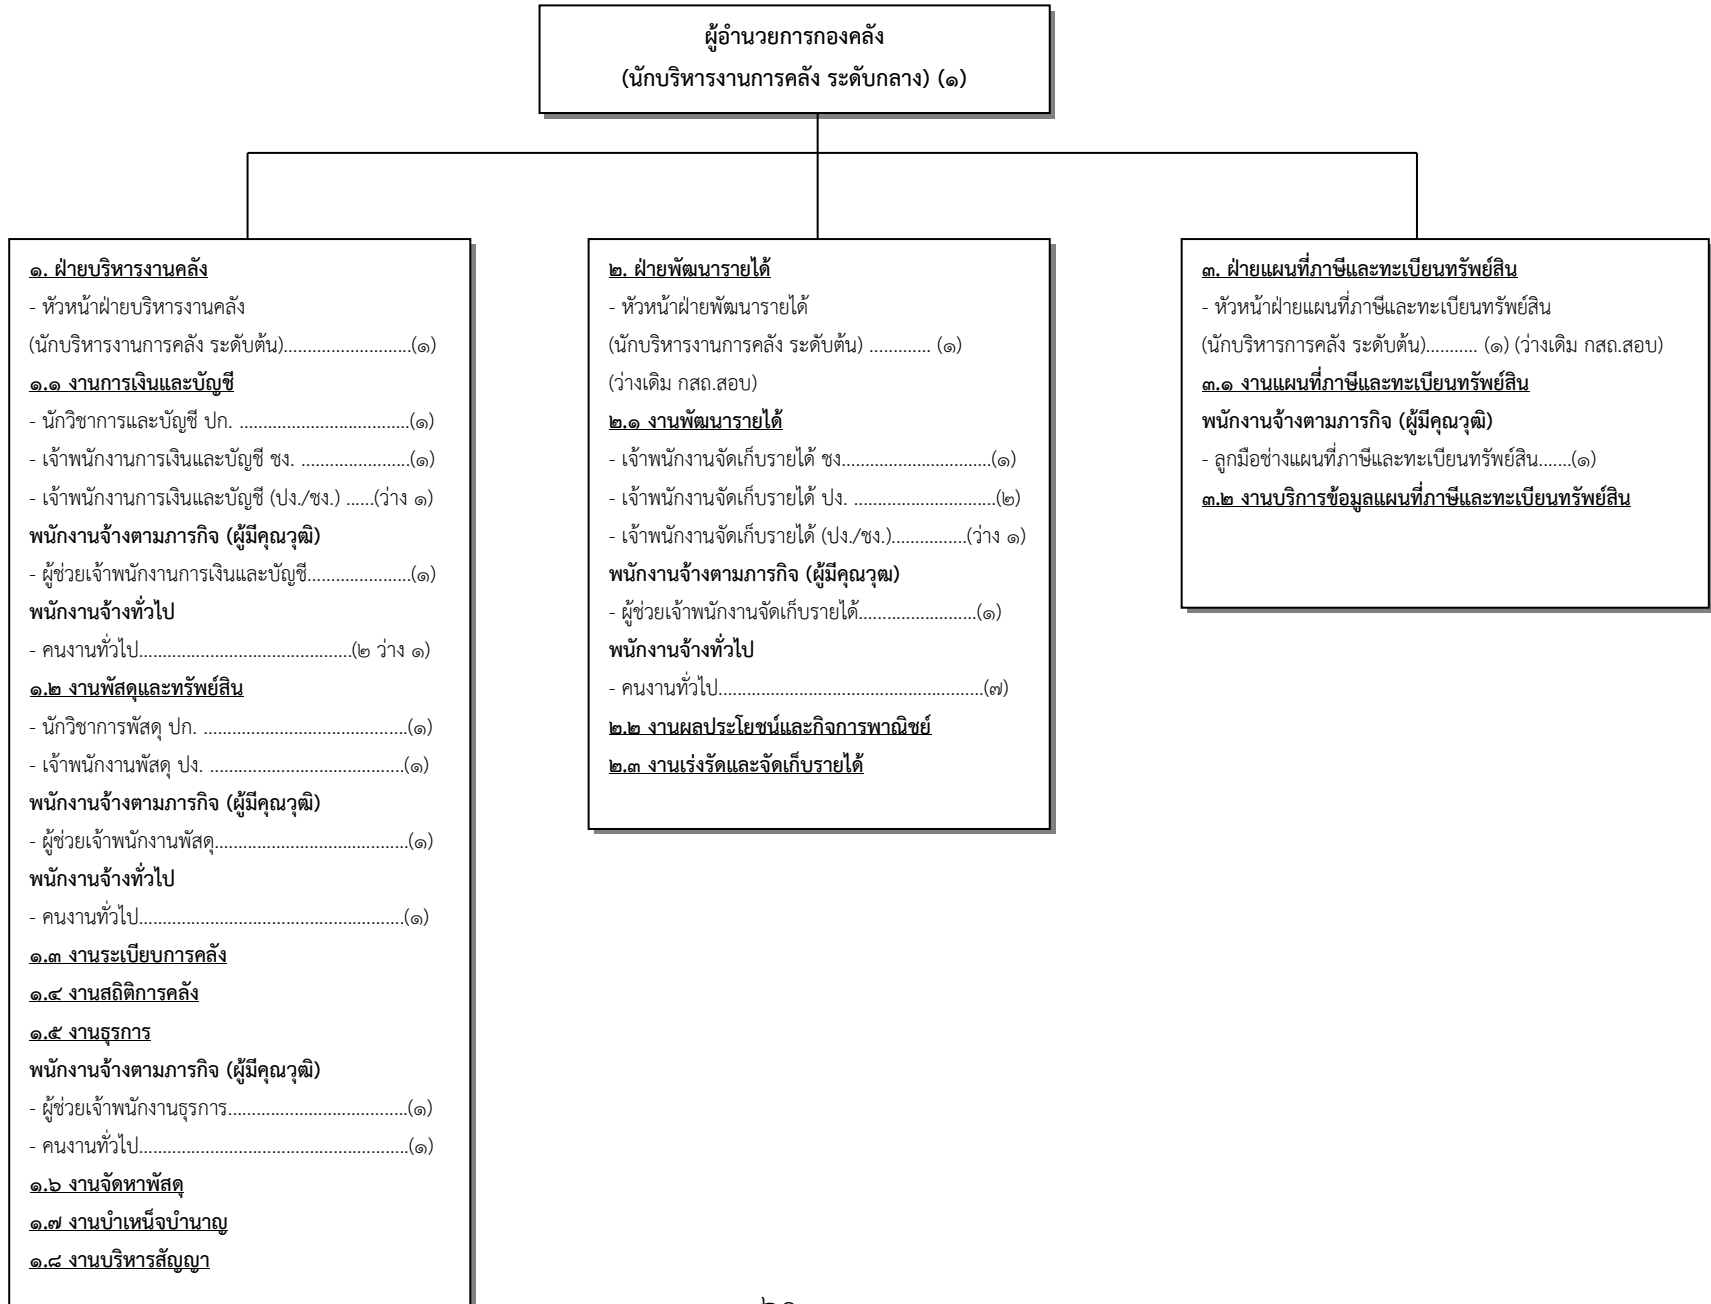 ผู้อำนวยการกองคลัง
(นักบริหารงานการคลัง ระดับกลาง) (๑)
๑. ฝ่ายบริหารงานคลัง
- หัวหน้าฝ่ายบริหารงานคลัง
(นักบริหารงานการคลัง ระดับต้น)...........................(๑)
๑.๑ งานการเงินและบัญชี
- นักวิชาการและบัญชี ปก. ....................................(๑)
- เจ้าพนักงานการเงินและบัญชี ชง. .......................(๑)
- เจ้าพนักงานการเงินและบัญชี (ปง./ชง.) ......(ว่าง ๑)
พนักงานจ้างตามภารกิจ (ผู้มีคุณวุฒิ)
- ผู้ช่วยเจ้าพนักงานการเงินและบัญชี......................(๑)
พนักงานจ้างทั่วไป
- คนงานทั่วไป.............................................(๒ ว่าง ๑)
๑.๒ งานพัสดุและทรัพย์สิน
- นักวิชาการพัสดุ ปก. ...........................................(๑)
- เจ้าพนักงานพัสดุ ปง. .........................................(๑)
พนักงานจ้างตามภารกิจ (ผู้มีคุณวุฒิ)
- ผู้ช่วยเจ้าพนักงานพัสดุ.........................................(๑)
พนักงานจ้างทั่วไป
- คนงานทั่วไป........................................................(๑)
๑.๓ งานระเบียบการคลัง
๑.๔ งานสถิติการคลัง
๑.๕ งานธุรการ
พนักงานจ้างตามภารกิจ (ผู้มีคุณวุฒิ)
- ผู้ช่วยเจ้าพนักงานธุรการ......................................(๑)
- คนงานทั่วไป.........................................................(๑)
๑.๖ งานจัดหาพัสดุ
๑.๗ งานบำเหน็จบำนาญ
๑.๘ งานบริหารสัญญา
๒. ฝ่ายพัฒนารายได้
- หัวหน้าฝ่ายพัฒนารายได้
(นักบริหารงานการคลัง ระดับต้น) ............. (๑)
(ว่างเดิม กสถ.สอบ)
๒.๑ งานพัฒนารายได้
- เจ้าพนักงานจัดเก็บรายได้ ชง................................(๑)
- เจ้าพนักงานจัดเก็บรายได้ ปง. ..............................(๒)
- เจ้าพนักงานจัดเก็บรายได้ (ปง./ชง.)................(ว่าง ๑)
พนักงานจ้างตามภารกิจ (ผู้มีคุณวุฒ)
- ผู้ช่วยเจ้าพนักงานจัดเก็บรายได้.........................(๑)
พนักงานจ้างทั่วไป
- คนงานทั่วไป........................................................(๗)
๒.๒ งานผลประโยชน์และกิจการพาณิชย์
๒.๓ งานเร่งรัดและจัดเก็บรายได้
๓. ฝ่ายแผนที่ภาษีและทะเบียนทรัพย์สิน
- หัวหน้าฝ่ายแผนที่ภาษีและทะเบียนทรัพย์สิน
(นักบริหารการคลัง ระดับต้น)........... (๑) (ว่างเดิม กสถ.สอบ)
๓.๑ งานแผนที่ภาษีและทะเบียนทรัพย์สิน
พนักงานจ้างตามภารกิจ (ผู้มีคุณวุฒิ)
- ลูกมือช่างแผนที่ภาษีและทะเบียนทรัพย์สิน.......(๑)
๓.๒ งานบริการข้อมูลแผนที่ภาษีและทะเบียนทรัพย์สิน